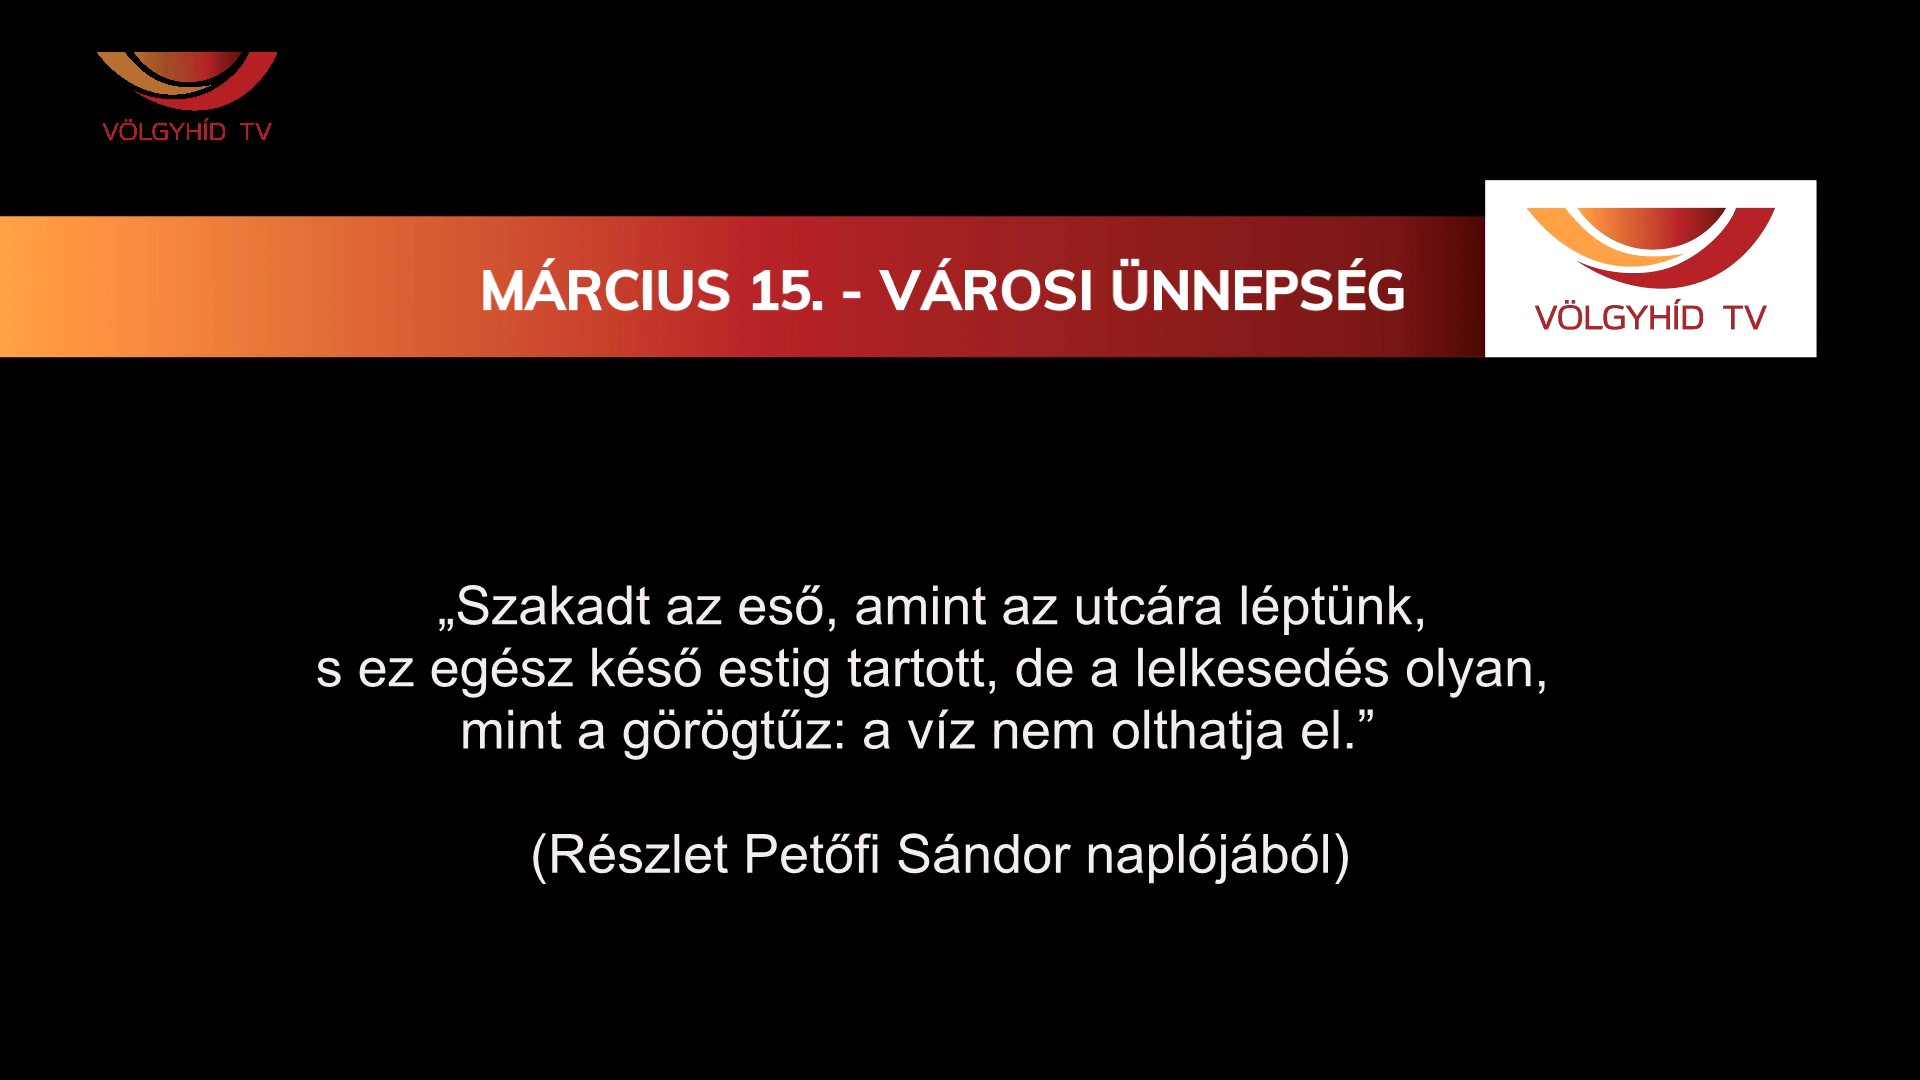 VÖLGYHÍD TV
MÁRCIUS 15. - VÁROSI ÜNNEPSÉG
VÖLGYHÍD TV
„Szakadt az eső, amint az utcára léptünk,
s ez egész késő estig tartott, de a lelkesedés olyan,
mint a görögtűz: a víz nem olthatja el.”
(Részlet Petőfi Sándor naplójából)